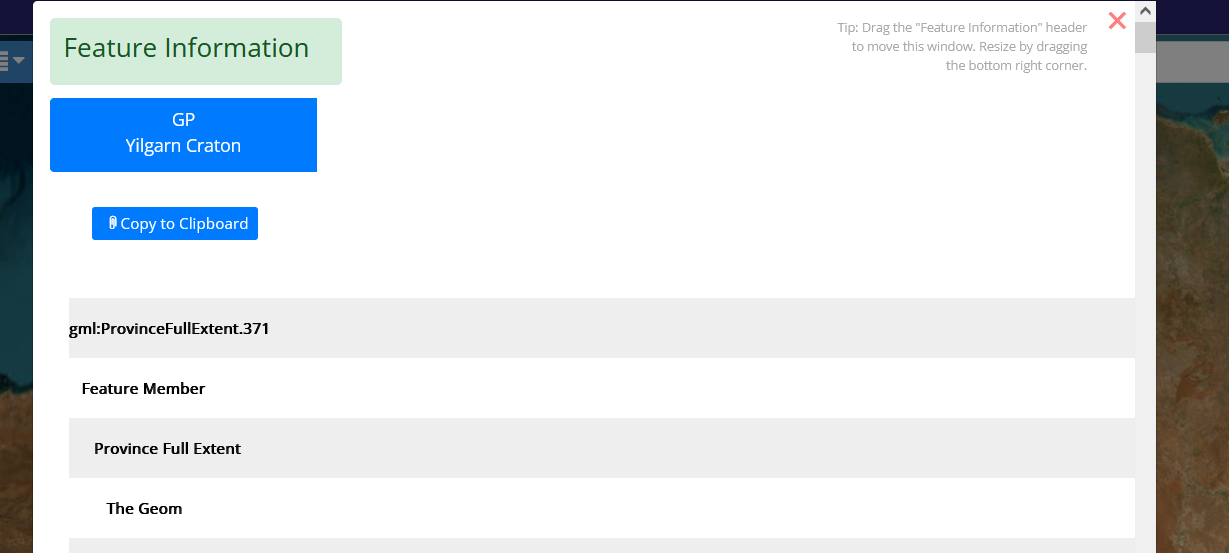 Feature Information
Tip: Drag the "Feature Information" header
to move this window. Resize by dragging
the bottom right corner.
GP
Yilgarn Craton
Copy to Clipboard
gml:ProvinceFullExtent.371
Feature Member
Province Full Extent
The Geom